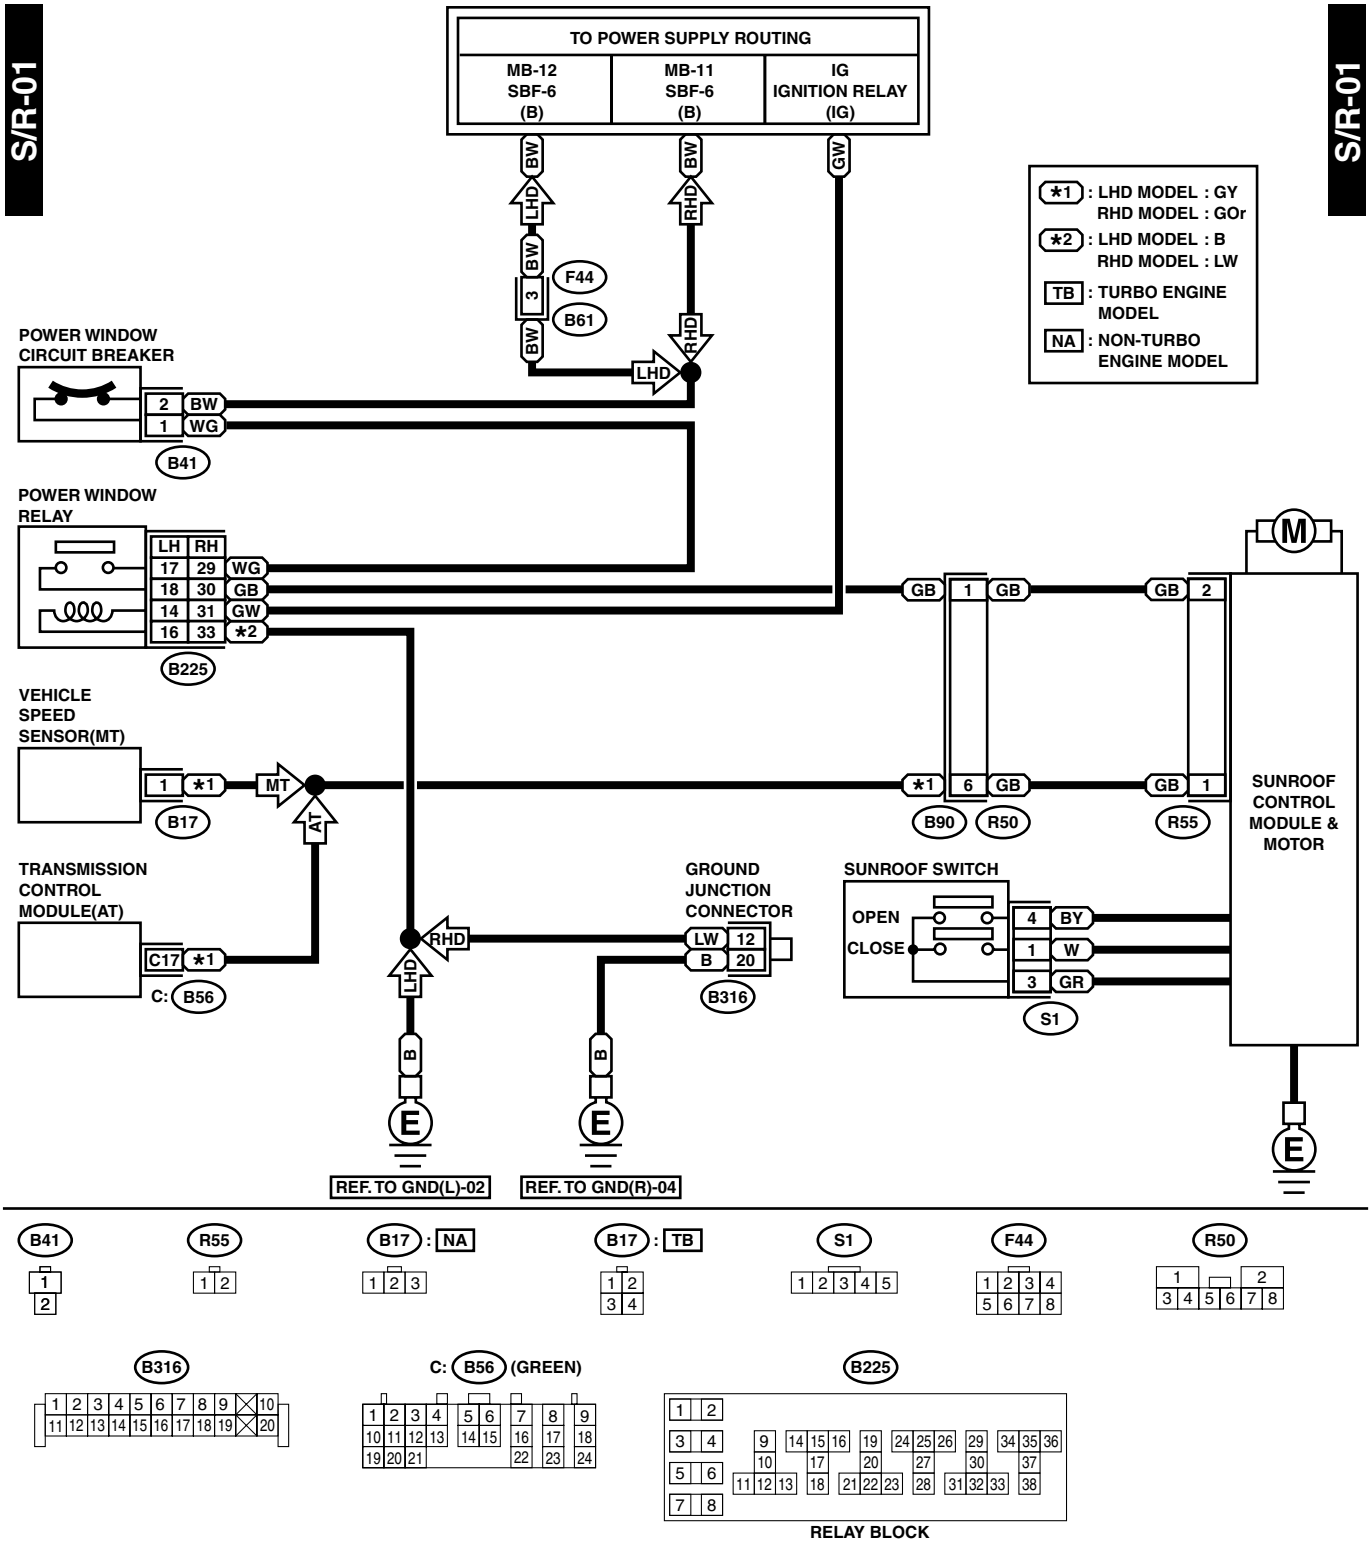 S/R-01
S/R-01
TO POWER SUPPLY ROUTING
MB-12
SBF-6
(B)
MB-11
SBF-6
(B)
IG
IGNITION RELAY
(IG)
BW
BW
GW
LHD
RHD
BW
3
F44
B61
BW
RHD
LHD
*1 : LHD MODEL : GY
RHD MODEL : GOr
*2 : LHD MODEL : B
RHD MODEL : LW
TB : TURBO ENGINE
MODEL
NA : NON-TURBO
ENGINE MODEL
POWER WINDOW
CIRCUIT BREAKER
2 BW
1 WG
B41
POWER WINDOW
RELAY
LH RH
17 29 WG
18 30 GB
14 31 GW
16 33 *2
B225
GB 1 GB
GB 2
M
VEHICLE
SPEED
SENSOR(MT)
1 *1
MT
B17
AT
*1 6 GB
GB 1
B90 R50
R55
SUNROOF
CONTROL
MODULE &
MOTOR
TRANSMISSION
CONTROL
MODULE(AT)
C17 *1
C: B56
RHD
LHD
GROUND
JUNCTION
CONNECTOR
LW 12
B 20
B316
SUNROOF SWITCH
OPEN
CLOSE
4 BY
1 W
3 GR
S1
B
B
E
E
E
REF. TO GND(L)-02
REF. TO GND(R)-04
B41
1
2
R55
1 2
B17 : NA
1 2 3
B17 : TB
1 2
3 4
S1
1 2 3 4 5
F44
1 2 3 4
5 6 7 8
R50
1 2
3 4 5 6 7 8
B316
1 2 3 4 5 6 7 8 9 10
11 12 13 14 15 16 17 18 19 20
C: B56 (GREEN)
1 2 3 4 5 6 7 8 9
10 11 12 13 14 15 16 17 18
19 20 21 22 23 24
B225
1 2
3 4 9 14 15 16 19 24 25 26 29 34 35 36
10 17 20 27 30 37
5 6 11 12 13 18 21 22 23 28 31 32 33 38
7 8
RELAY BLOCK